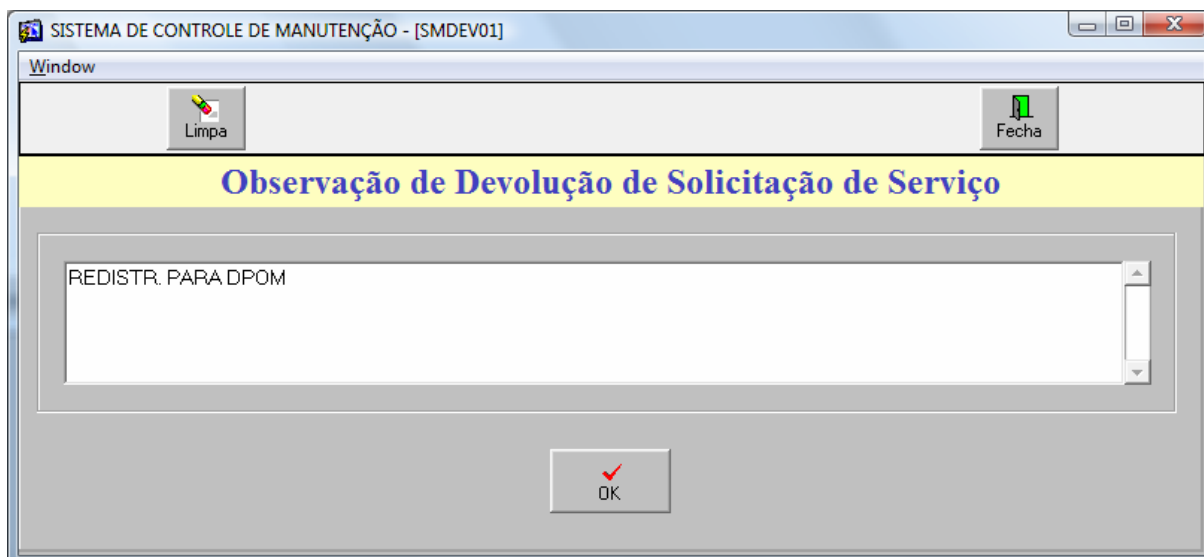 SISTEMA DE CONTROLE DE MANUTENÇÃO - [SMDEV01]
Window
Limpa
Fecha
Observação de Devolução de Solicitação de Serviço
REDISTR. PARA DPOM
OK